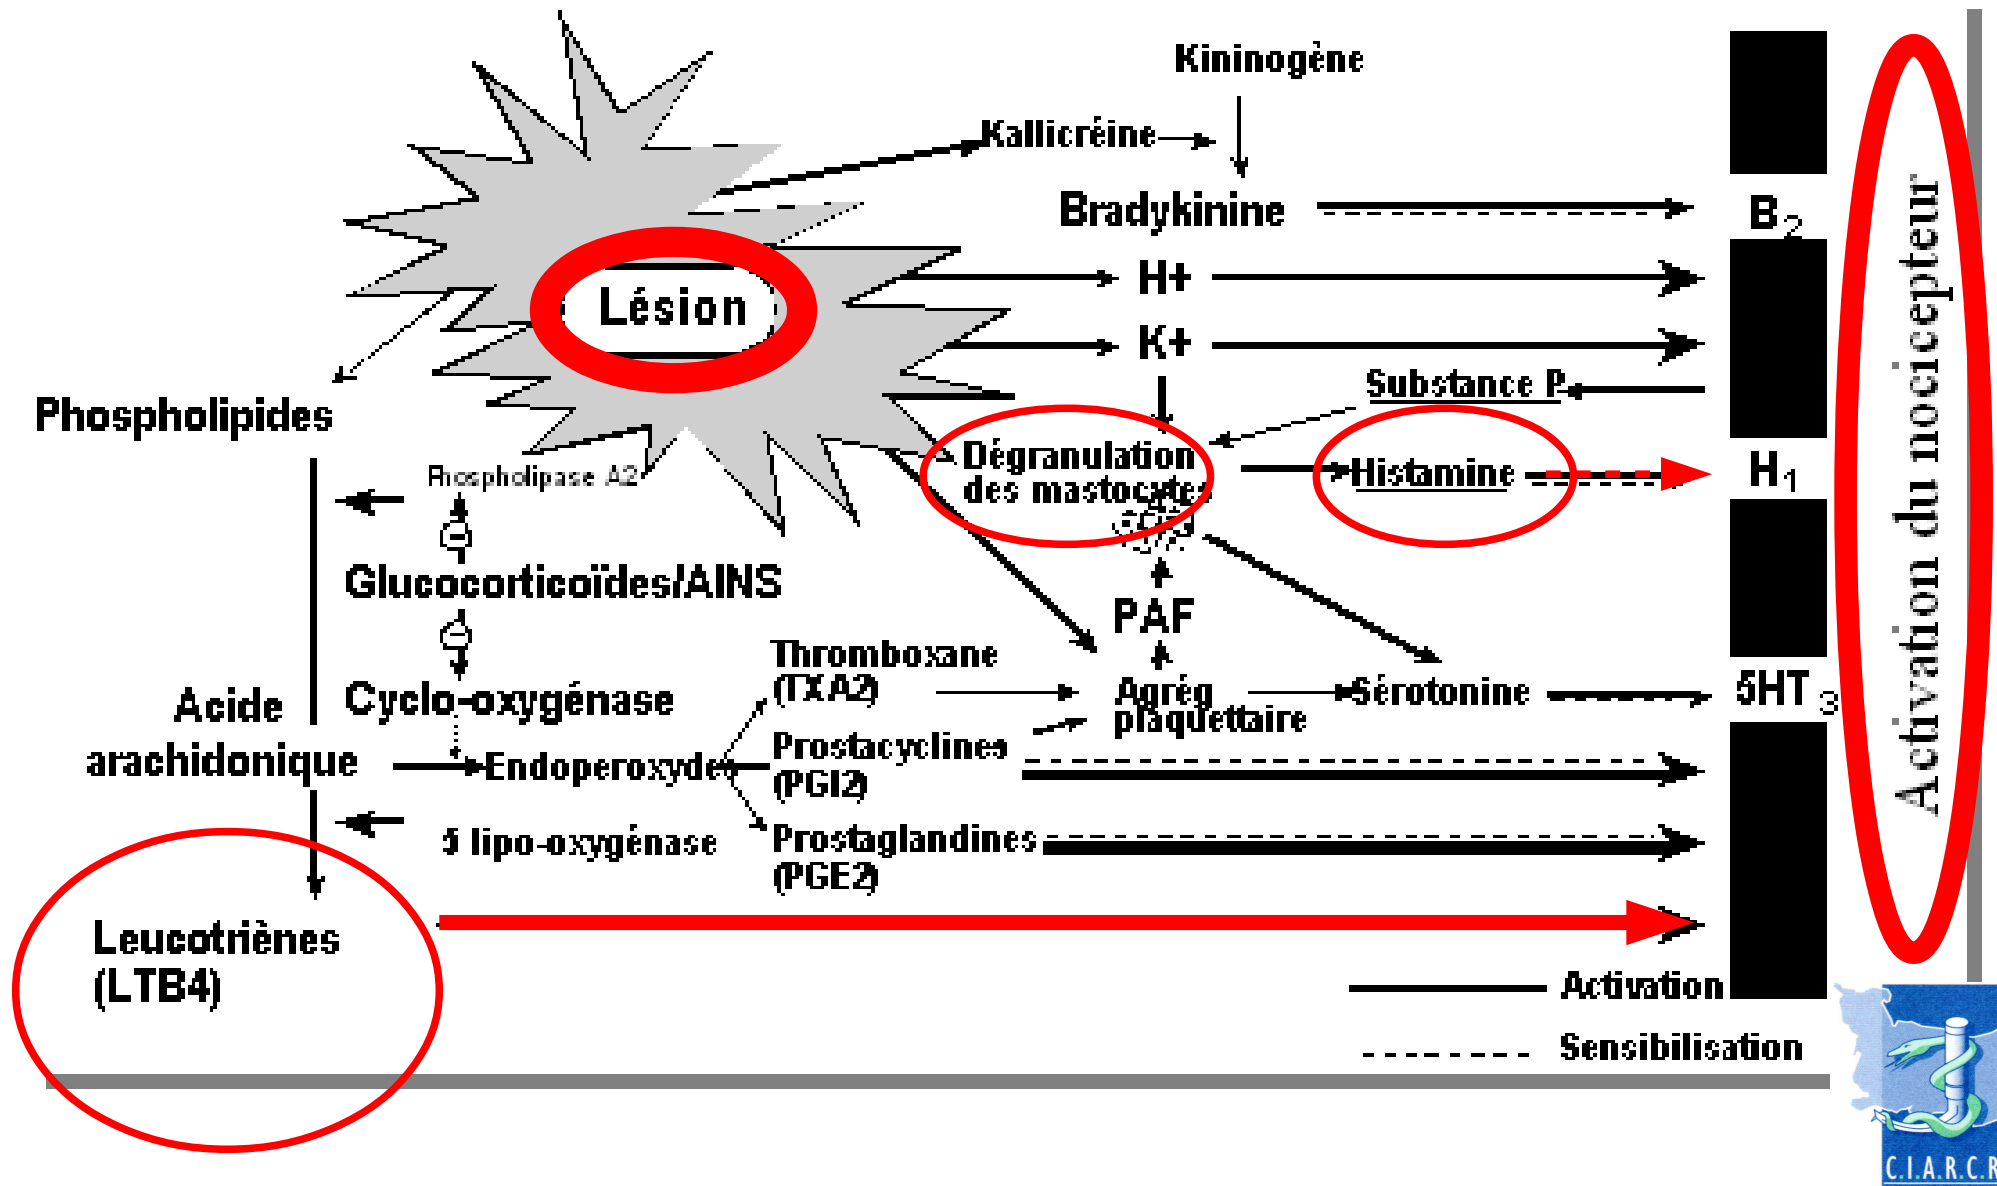 Kininogène
Kallicréine
Bradykinine
B2
Lésion
H+
K+
Substance P
Phospholipides
Dégranulation
des mastocytes
Histamine
H1
Phospholipase A2
Glucocorticoïdes/AINS
PAF
Thromboxane
(TXA2)
Acide
arachidonique
Cyclo-oxygénase
Agrég
plaquettaire
Sérotonine
5HT3
Endoperoxydes
Prostacyclines
(PGI2)
5 lipo-oxygénase
Prostaglandines
(PGE2)
Leucotriènes
(LTB4)
Activation
Sensibilisation
Activation du nocicepteur
C.I.A.R.C.R